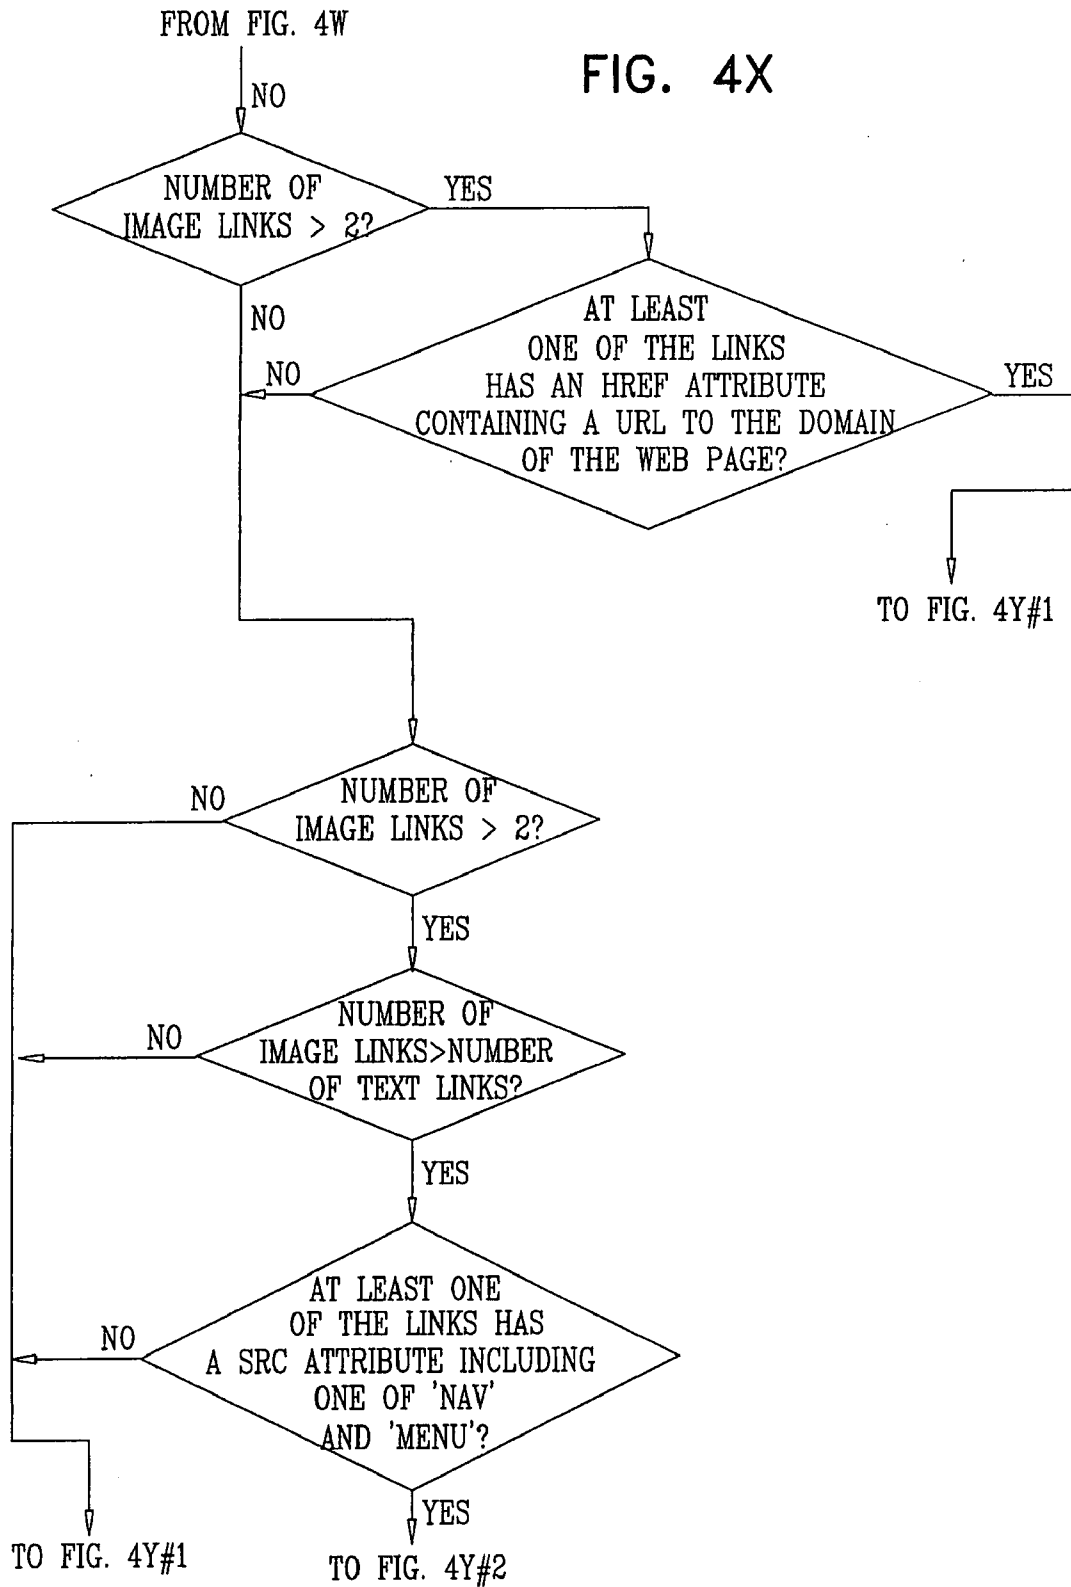 FROM FIG. 4W
FIG. 4X
NO
NUMBER OF
IMAGE LINKS > 2?
YES
NO
AT LEAST
ONE OF THE LINKS
HAS AN HREF ATTRIBUTE
CONTAINING A URL TO THE DOMAIN
OF THE WEB PAGE?
NO
YES
TO FIG. 4Y#1
NUMBER OF
IMAGE LINKS > 2?
NO
YES
NUMBER OF
IMAGE LINKS>NUMBER
OF TEXT LINKS?
NO
YES
AT LEAST ONE
OF THE LINKS HAS
A SRC ATTRIBUTE INCLUDING
ONE OF 'NAV'
AND 'MENU'?
NO
YES
TO FIG. 4Y#1
TO FIG. 4Y#2